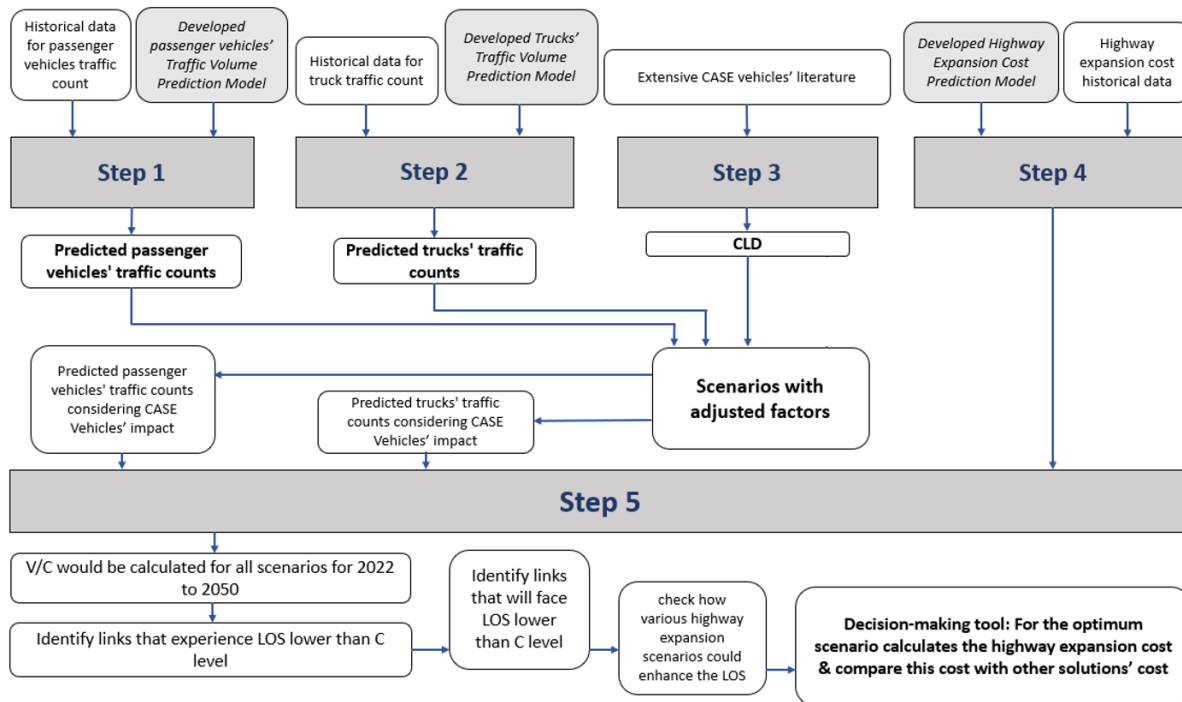 Historical data
for passenger
vehicles traffic
count
Developed
passenger vehicles’
Traffic Volume
Prediction Model
Historical data for
truck traffic count
Developed Trucks’
Traffic Volume
Prediction Model
Extensive CASE vehicles’ literature
Developed Highway
Expansion Cost
Prediction Model
Highway
expansion cost
historical data
Step 1
Step 2
Step 3
Step 4
Predicted passenger
vehicles' traffic counts
Predicted trucks' traffic
counts
CLD
Scenarios with
adjusted factors
Predicted passenger
vehicles' traffic counts
considering CASE
Vehicles’ impact
Predicted trucks' traffic
counts considering CASE
Vehicles’ impact
Step 5
V/C would be calculated for all scenarios for 2022
to 2050
Identify links that experience LOS lower than C
level
Identify links
that will face
LOS lower
than C level
check how
various highway
expansion
scenarios could
enhance the LOS
Decision-making tool: For the optimum
scenario calculates the highway expansion cost
& compare this cost with other solutions’ cost